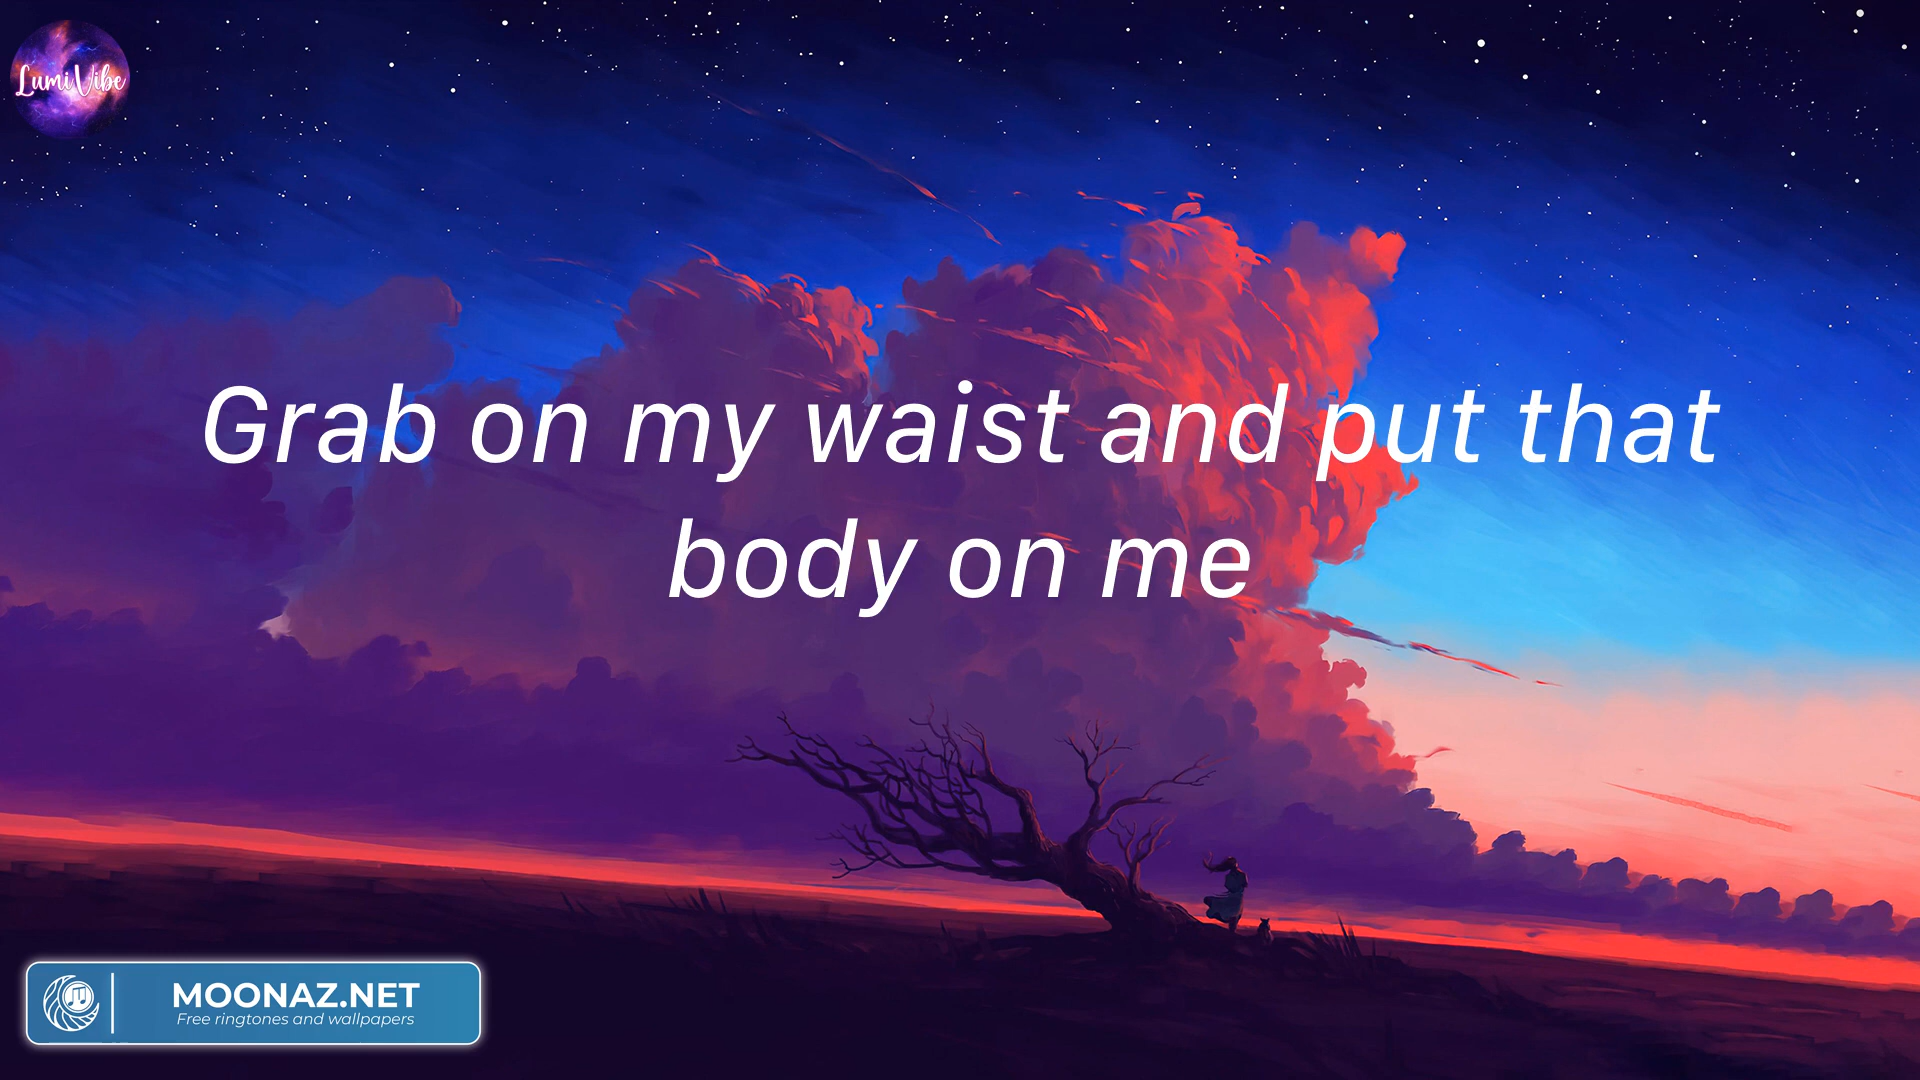 LumiVibe
Grab on my waist and put that
body on me
MOONAZ.NET
Free ringtones and wallpapers